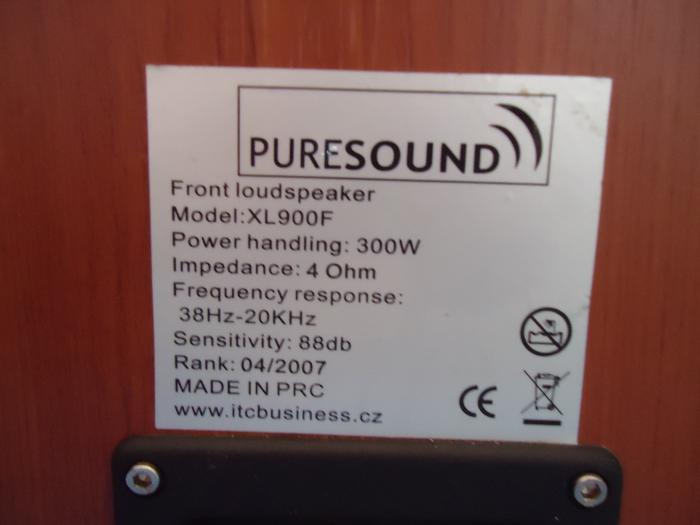 PURESOUND
Front loudspeaker
Model:XL900F
Power handling: 300W
Impedance: 4 Ohm
Frequency response:
38Hz-20KHz
Sensitivity: 88db
Rank: 04/2007
MADE IN PRC
www.itcbusiness.cz
CE